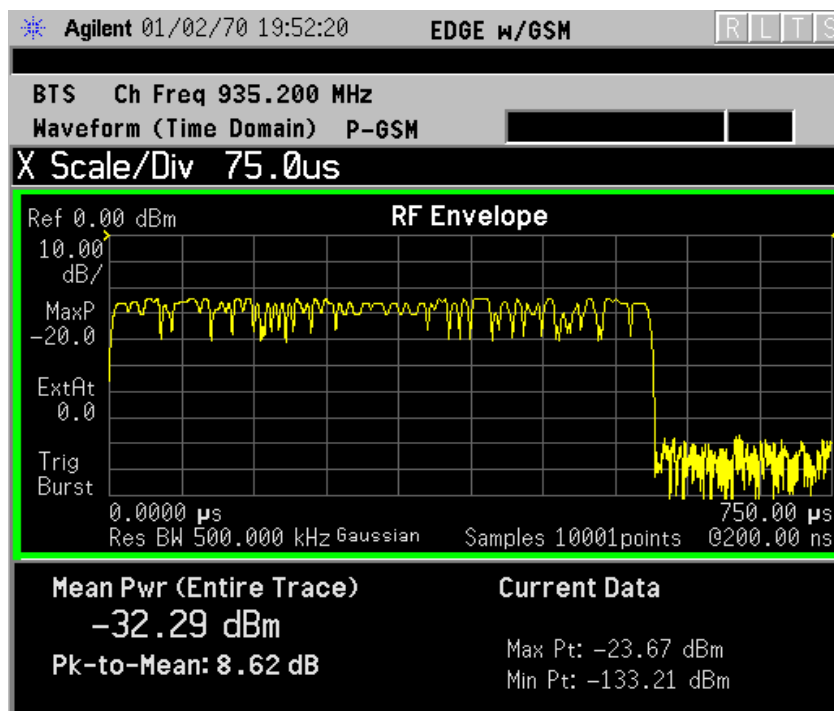 Agilent 01/02/70 19:52:20 EDGE w/GSM R L T S
BTS Ch Freq 935.200 MHz
Waveform (Time Domain) P-GSM
X Scale/Div 75.0us
Ref 0.00 dBm RF Envelope
10.00
dB/
MaxP
-20.0
ExtAt
0.0
Trig
Burst
0.0000 µs 750.00 µs
Res BW 500.000 kHz Gaussian Samples 10001points @200.00 ns
Mean Pwr (Entire Trace) Current Data
-32.29 dBm
Max Pt: -23.67 dBm
Pk-to-Mean: 8.62 dB
Min Pt: -133.21 dBm